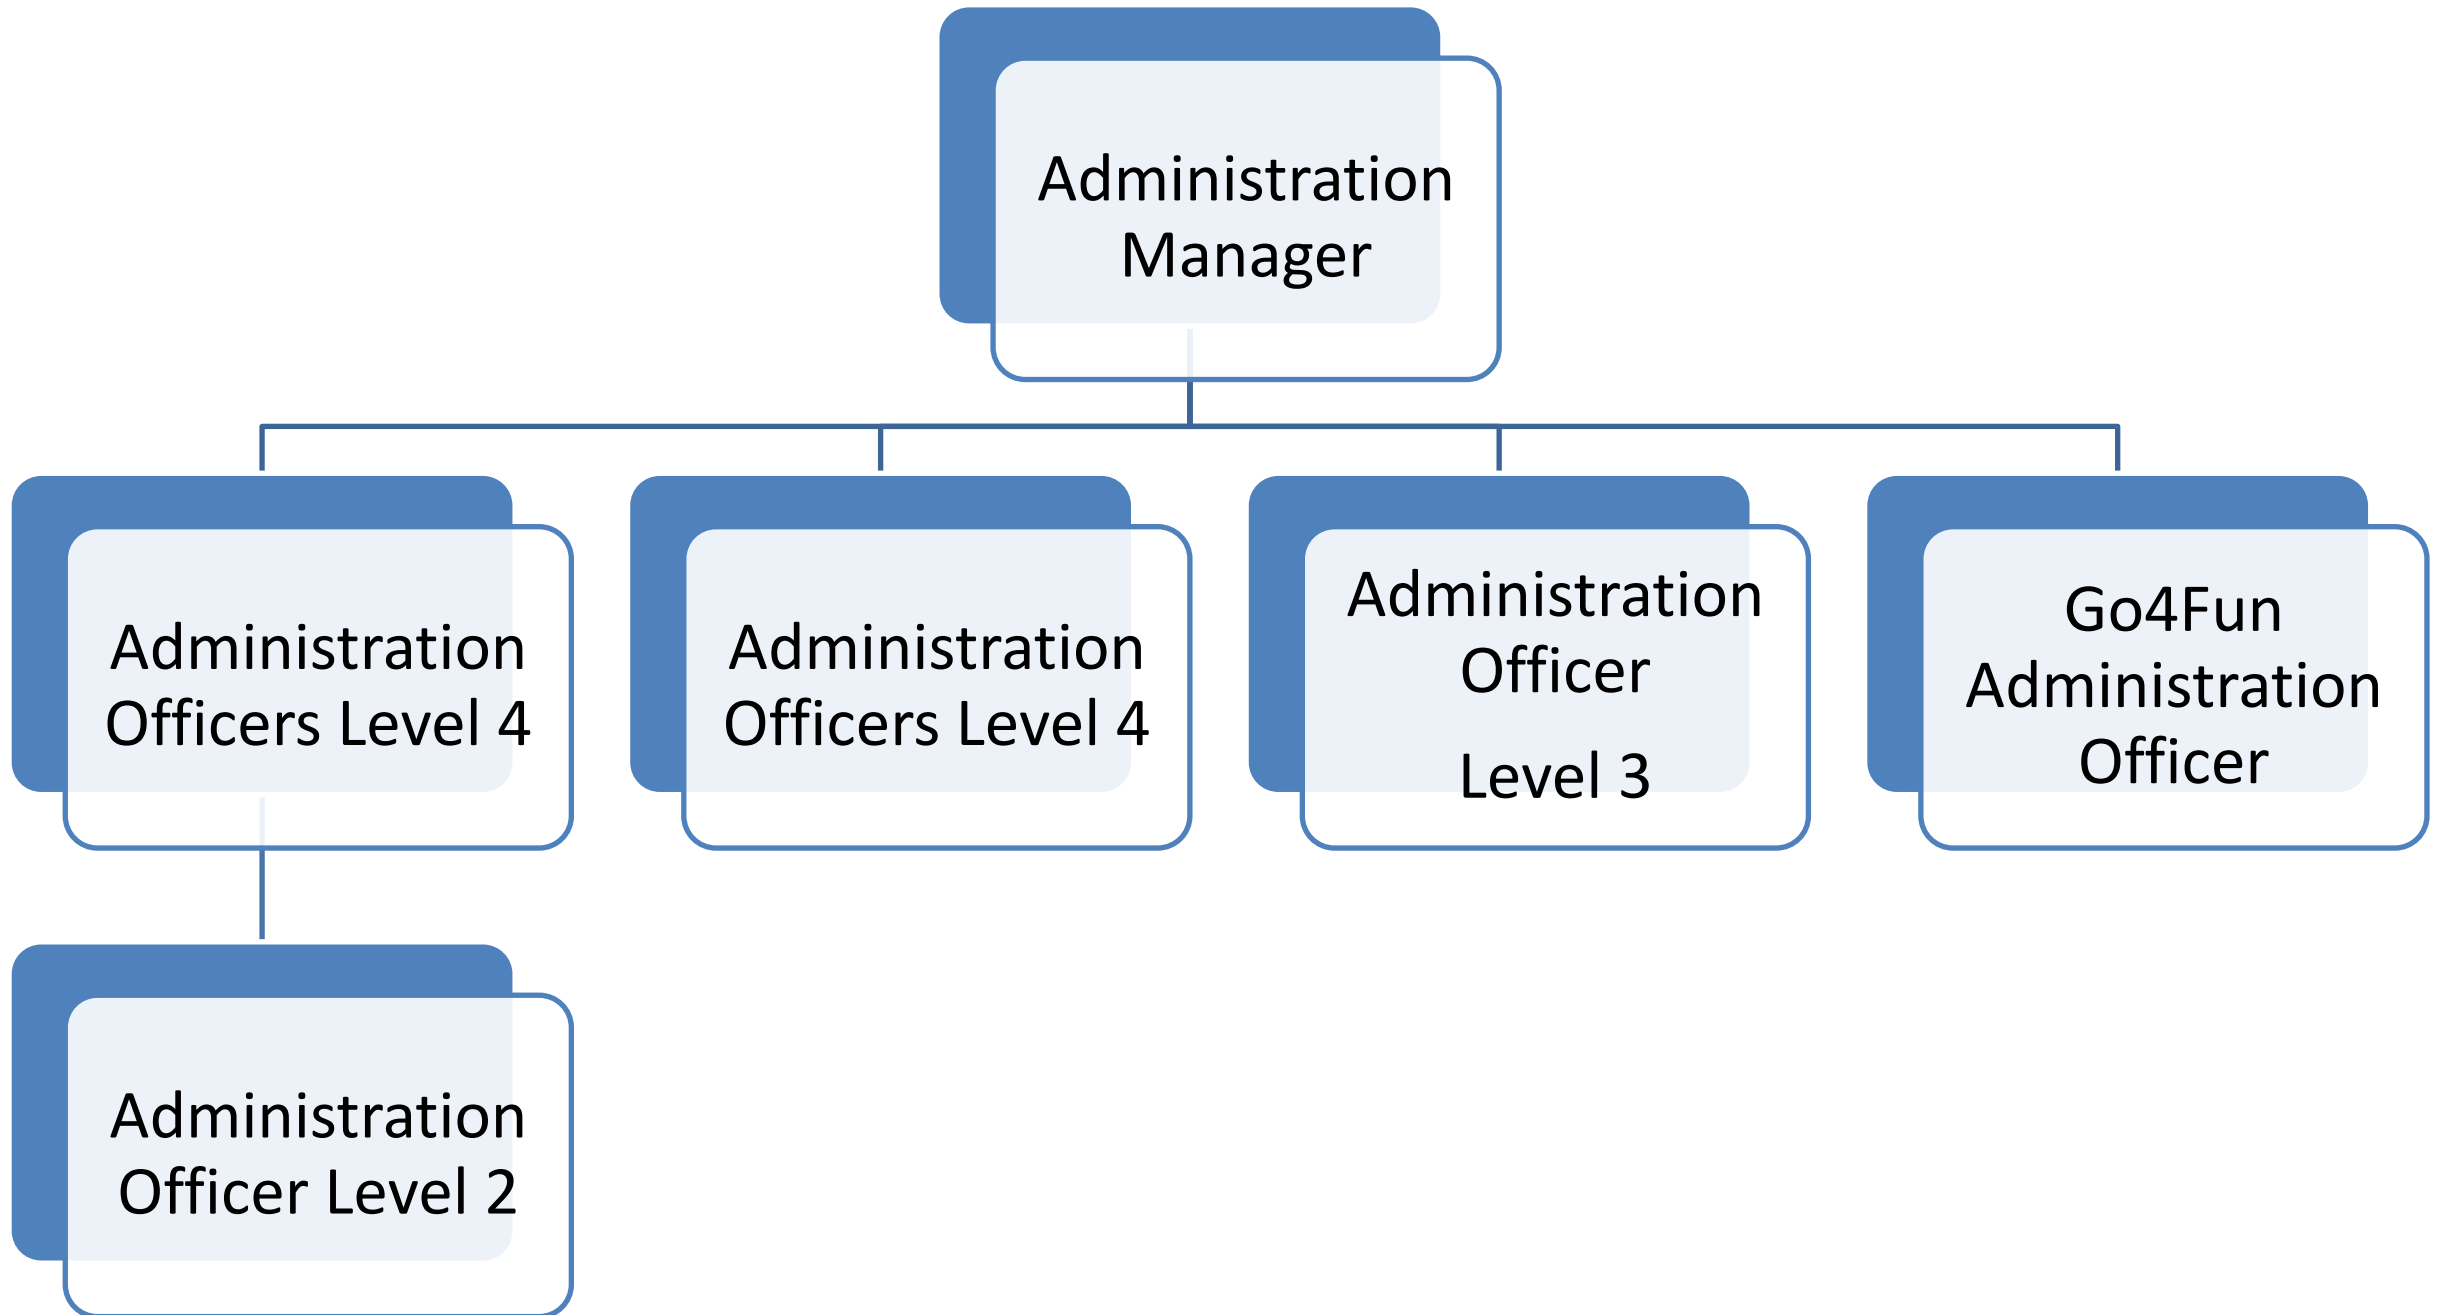 Administration
Manager
Administration
Officers Level 4
Administration
Officers Level 4
Administration
Officer
Level 3
Go4Fun
Administration
Officer
Administration
Officer Level 2